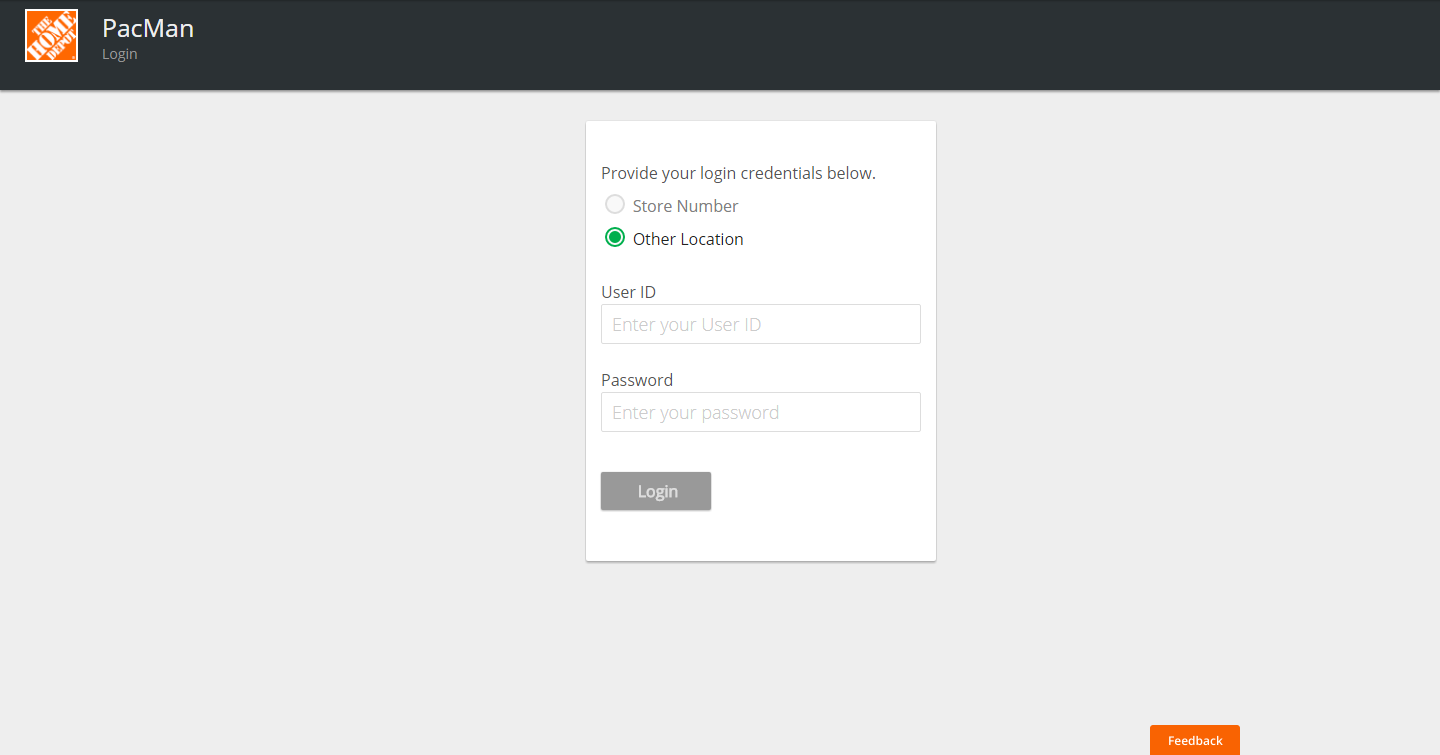 THE
HOME
DEPOT
PacMan
Login
Provide your login credentials below.
Store Number
Other Location
User ID
Enter your User ID
Password
Enter your password
Login
Feedback